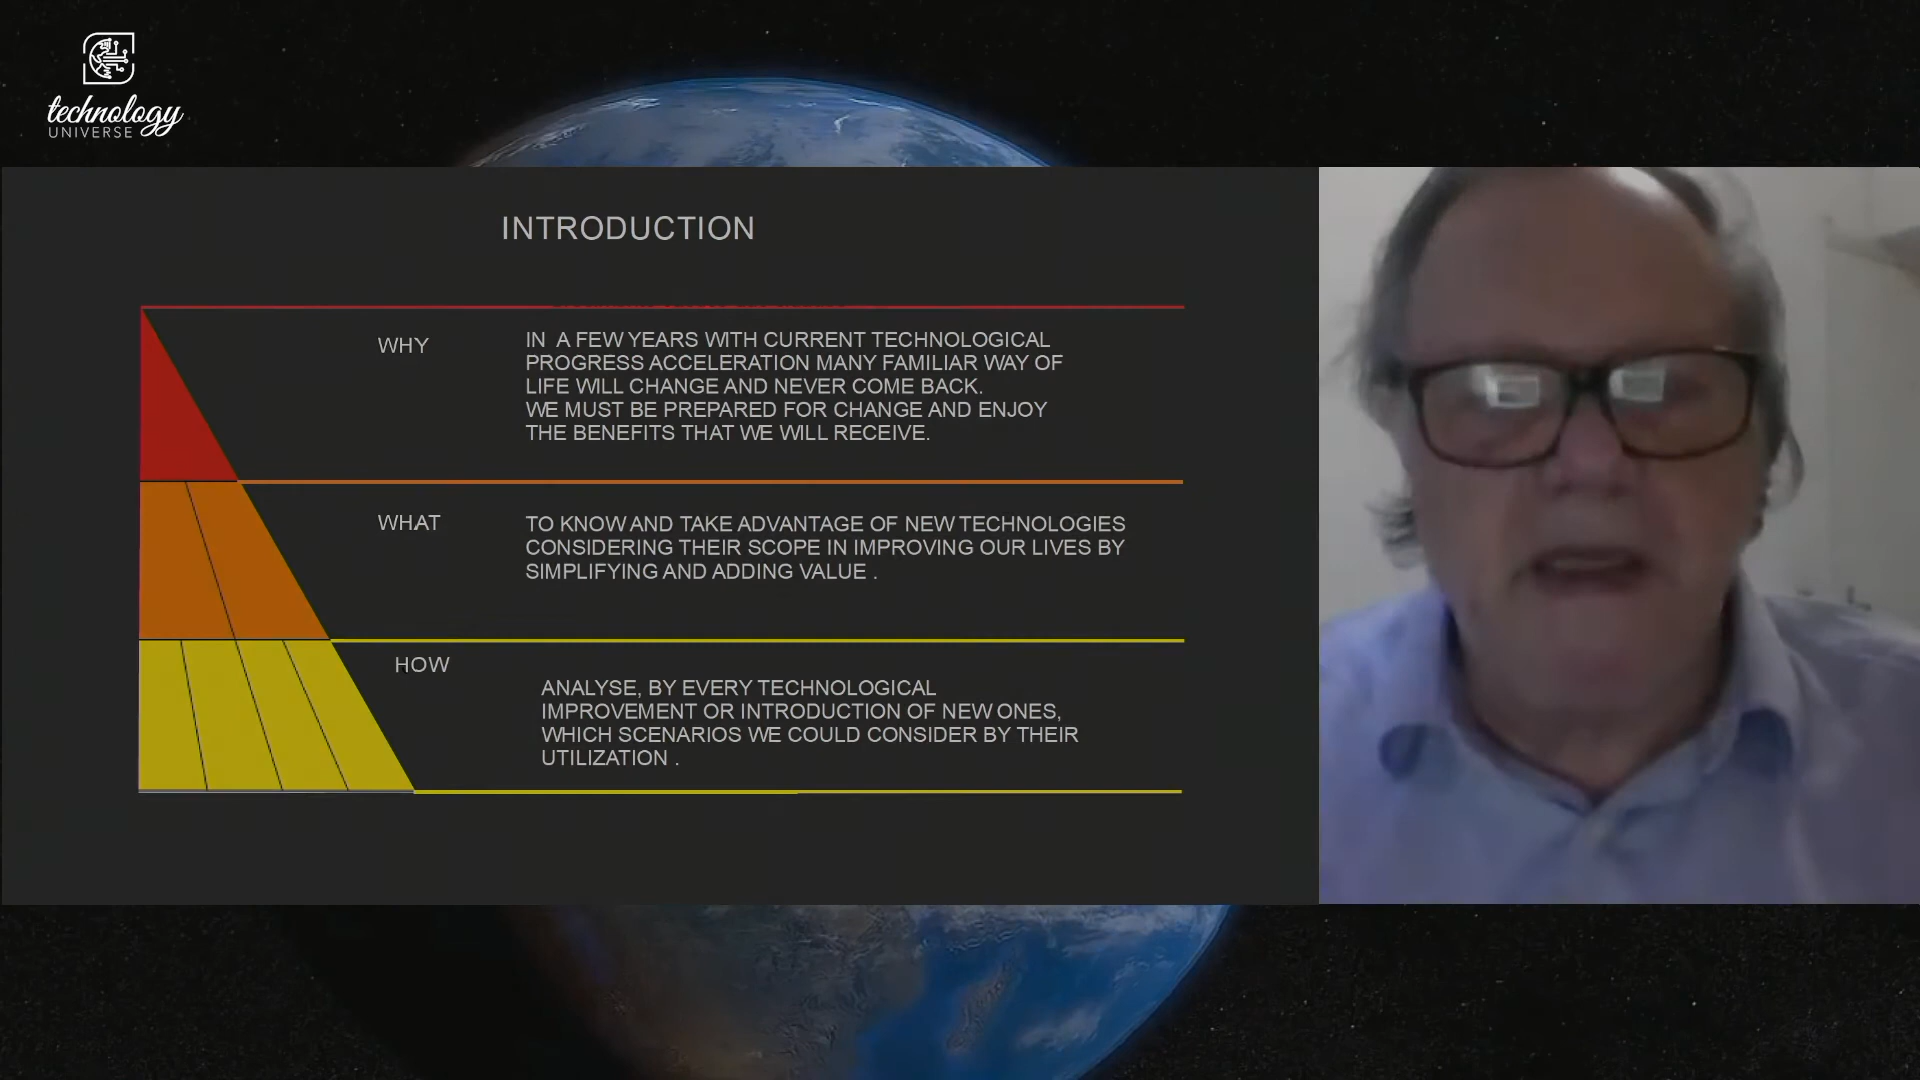 technology
UNIVERSE
INTRODUCTION
WHY
IN A FEW YEARS WITH CURRENT TECHNOLOGICAL
PROGRESS ACCELERATION MANY FAMILIAR WAY OF
LIFE WILL CHANGE AND NEVER COME BACK.
WE MUST BE PREPARED FOR CHANGE AND ENJOY
THE BENEFITS THAT WE WILL RECEIVE.
WHAT
TO KNOW AND TAKE ADVANTAGE OF NEW TECHNOLOGIES
CONSIDERING THEIR SCOPE IN IMPROVING OUR LIVES BY
SIMPLIFYING AND ADDING VALUE .
HOW
ANALYSE, BY EVERY TECHNOLOGICAL
IMPROVEMENT OR INTRODUCTION OF NEW ONES,
WHICH SCENARIOS WE COULD CONSIDER BY THEIR
UTILIZATION .